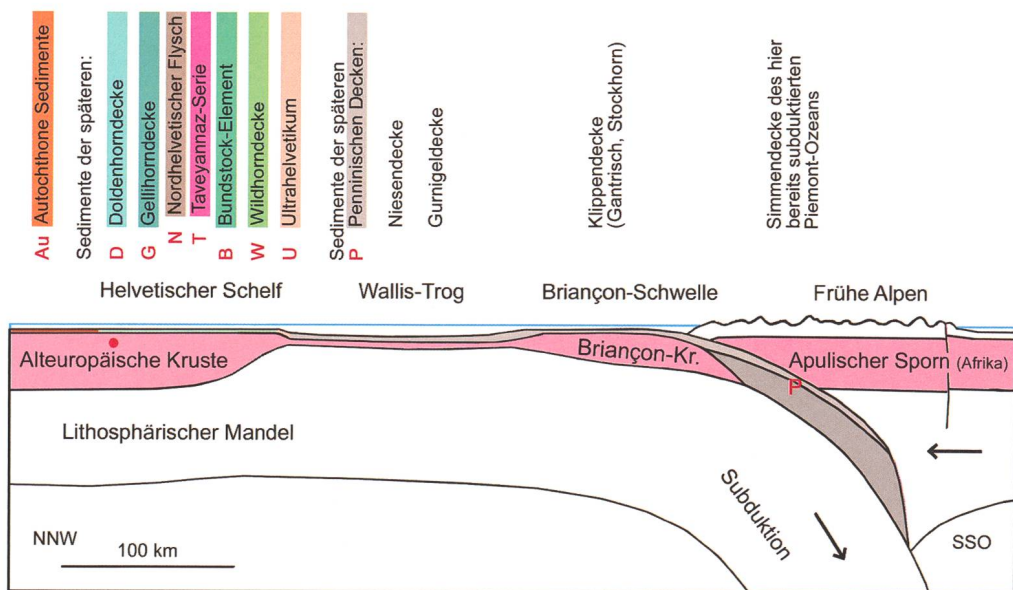 Au Autochthone Sedimente
Sedimente der späteren:
D Doldenhorndecke
G Gellihorndecke
N Nordhelvetischer Flysch
T Taveyannaz-Serie
B Bundstock-Element
W Wildhorndecke
U Ultrahelvetikum
Sedimente der späteren
P Penninischen Decken:
Niesendecke
Gurnigeldecke
Klippendecke
(Gantrisch, Stockhorn)
Simmendecke des hier
bereits subduktierten
Piemont-Ozeans
Helvetischer Schelf
Wallis-Trog
Briançon-Schwelle
Frühe Alpen
Alteuropäische Kruste
Briançon-Kr.
Apulischer Sporn (Afrika)
P
Lithosphärischer Mandel
Subduktion
NNW
100 km
SSO